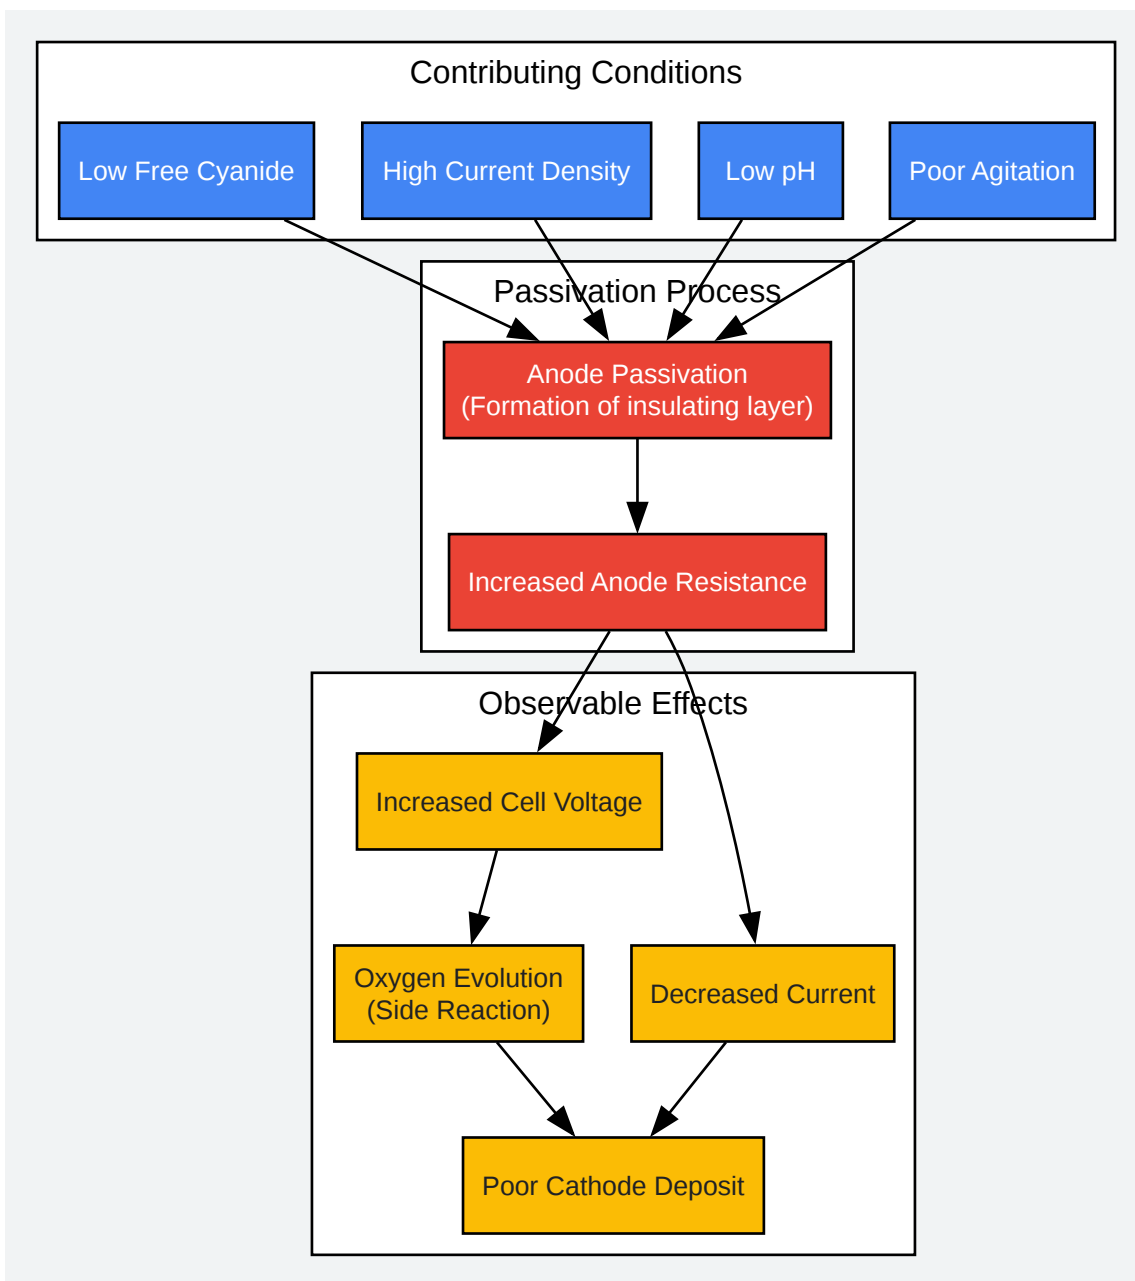 Contributing Conditions
Low Free Cyanide
High Current Density
Low pH
Poor Agitation
Passivation Process
Anode Passivation
(Formation of insulating layer)
Increased Anode Resistance
Observable Effects
Increased Cell Voltage
Oxygen Evolution
(Side Reaction)
Decreased Current
Poor Cathode Deposit